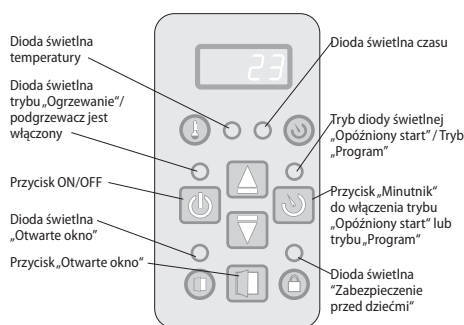 Dioda świetlna
temperatury
Dioda świetlna
trybu „Ogrzewanie"/
podgrzewacz jest
włączony
Przycisk ON/OFF
Dioda świetlna
„Otwarte okno"
Przycisk „Otwarte okno"
23
Dioda świetlna czasu
Tryb diody świetlnej
„Opóźniony start" / Tryb
„Program"
Przycisk „Minutnik"
do włączenia trybu
„Opóźniony start" lub
trybu „Program"
Dioda świetlna
"Zabezpieczenie
przed dziećmi"